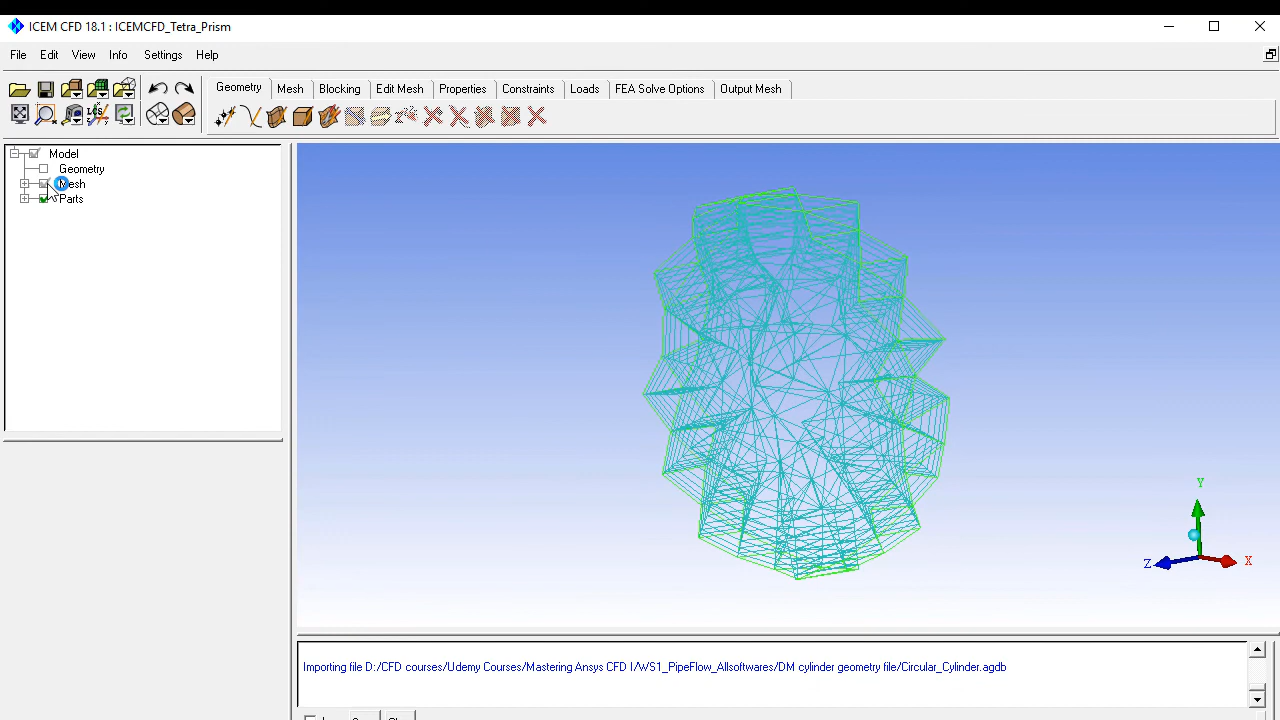 ICEM CFD 18.1 : ICEMCFD_Tetra_Prism
File Edit View Info Settings Help
Geometry Mesh Blocking Edit Mesh Properties Constraints Loads FEA Solve Options Output Mesh
Model
Geometry
Mesh
Parts
Y
Z X
Importing file D:/CFD courses/Udemy Courses/Mastering Ansys CFD I/WS1_PipeFlow_Allsoftwares/DM cylinder geometry file/Circular_Cylinder.agdb